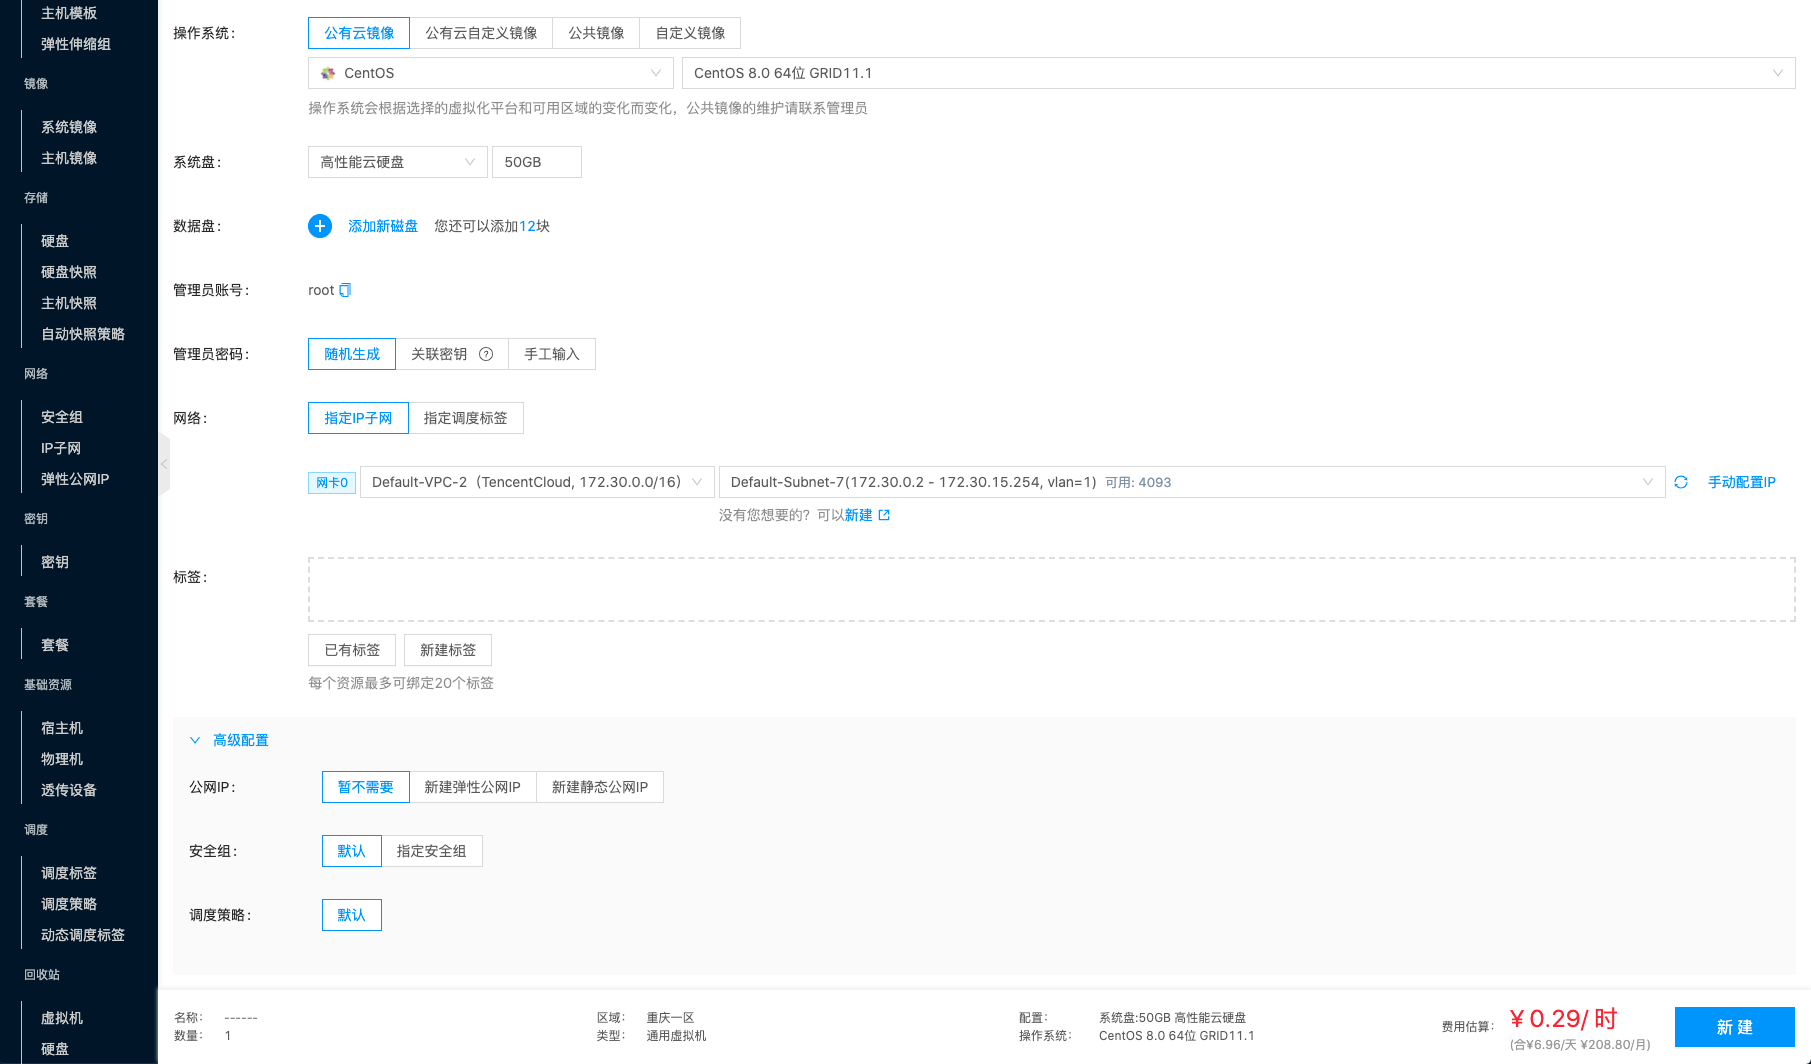 主机模板
弹性伸缩组
镜像
系统镜像
主机镜像
存储
硬盘
硬盘快照
主机快照
自动快照策略
网络
安全组
IP子网
弹性公网IP
密钥
密钥
套餐
套餐
基础资源
宿主机
物理机
透传设备
调度
调度标签
调度策略
动态调度标签
回收站
虚拟机
硬盘
操作系统: 公有云镜像 公有云自定义镜像 公共镜像 自定义镜像
CentOS CentOS 8.0 64位 GRID11.1
操作系统会根据选择的虚拟化平台和可用区域的变化而变化，公共镜像的维护请联系管理员
系统盘: 高性能云硬盘 50GB
数据盘: 添加新磁盘 您还可以添加12块
管理员账号: root
管理员密码: 随机生成 关联密钥 ? 手工输入
网络: 指定IP子网 指定调度标签
网卡0 Default-VPC-2（TencentCloud, 172.30.0.0/16） Default-Subnet-7(172.30.0.2 - 172.30.15.254, vlan=1) 可用: 4093 手动配置IP
没有您想要的？可以新建
标签:
已有标签 新建标签
每个资源最多可绑定20个标签
高级配置
公网IP: 暂不需要 新建弹性公网IP 新建静态公网IP
安全组: 默认 指定安全组
调度策略: 默认
名称: ------ 区域: 重庆一区 配置: 系统盘:50GB 高性能云硬盘
数量: 1 类型: 通用虚拟机 操作系统: CentOS 8.0 64位 GRID11.1
费用估算: ¥ 0.29/ 时
(合¥6.96/天 ¥208.80/月)
新 建